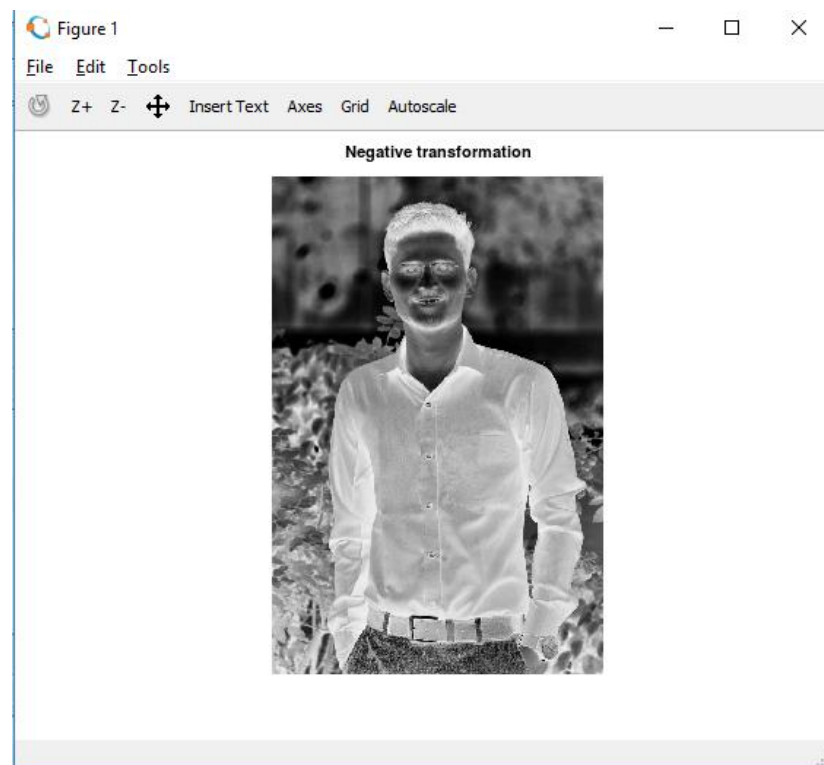 Figure 1
File Edit Tools
Z+ Z- Insert Text Axes Grid Autoscale
Negative transformation